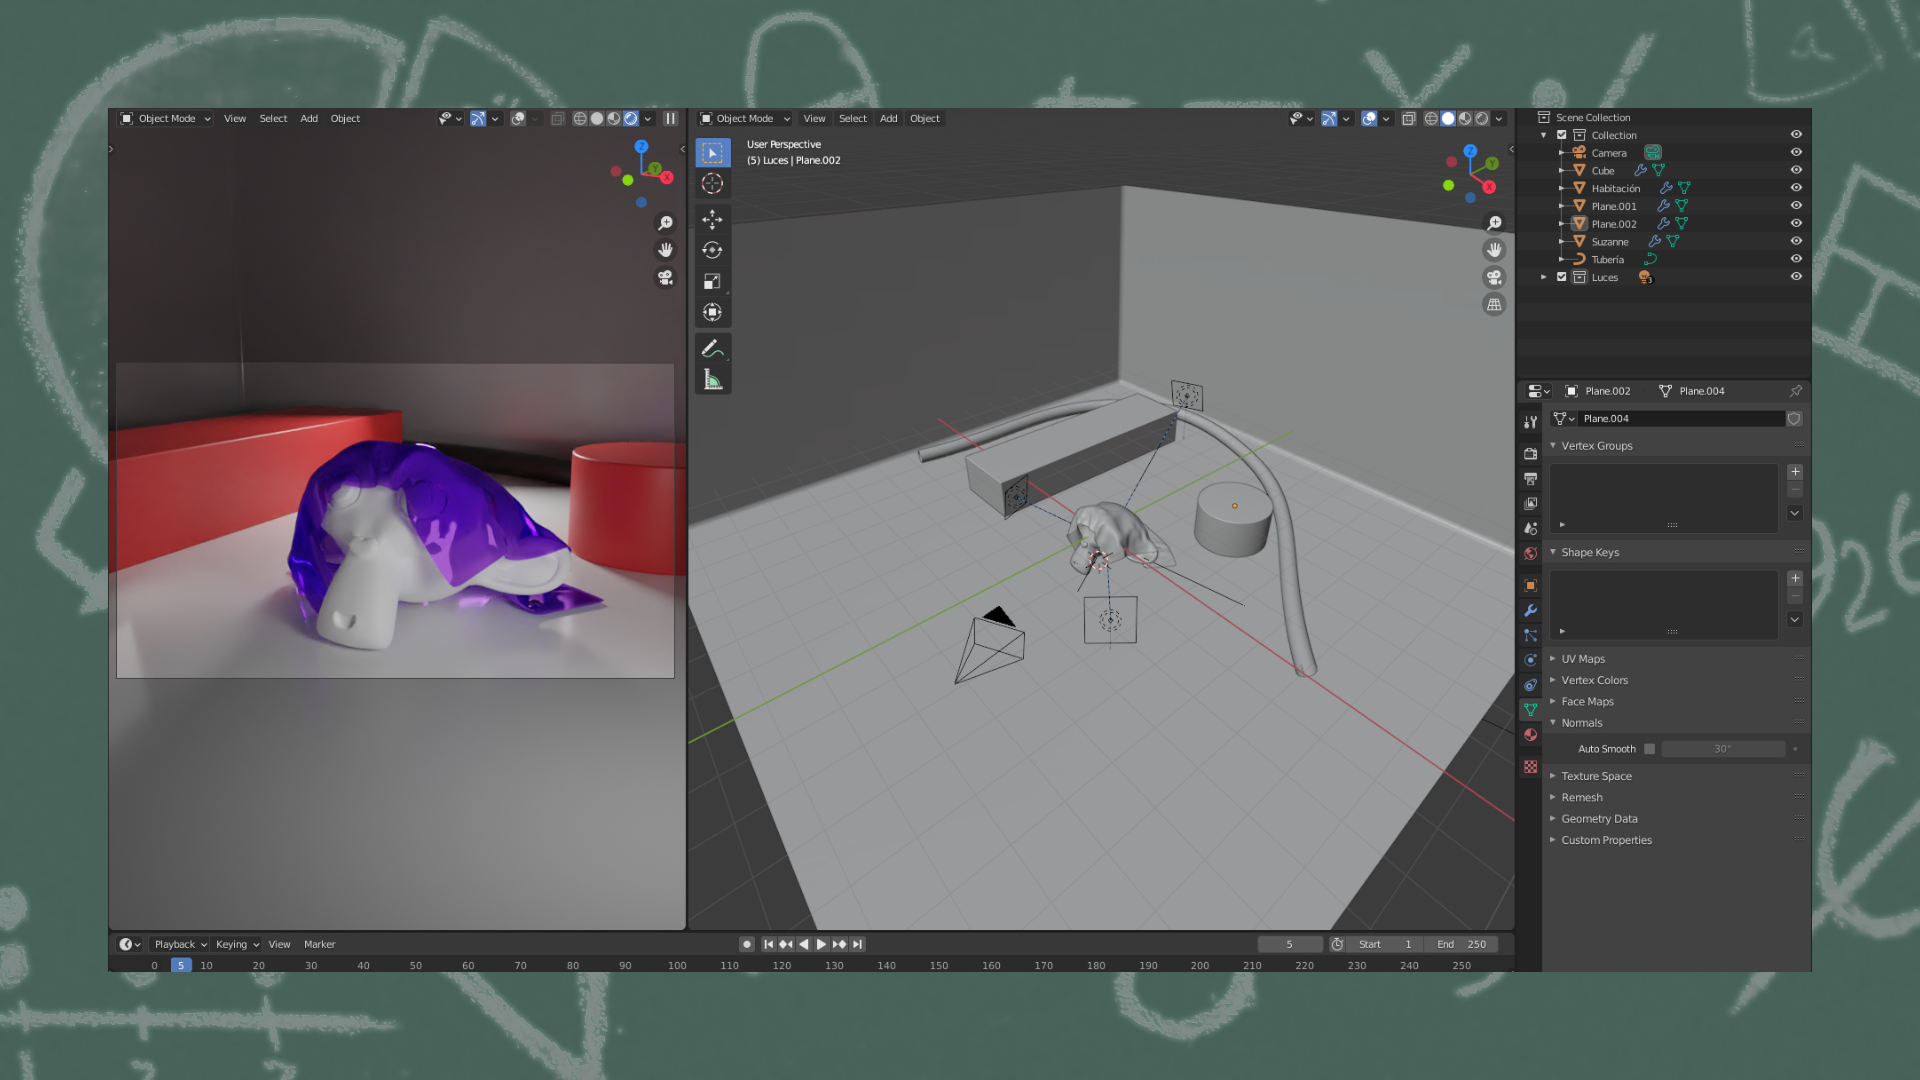 Object Mode View Select Add Object
Z
Y
X
Object Mode View Select Add Object
User Perspective
(5) Luces | Plane.002
Z
Y
X
Scene Collection
Collection
Camera
Cube
Habitación
Plane.001
Plane.002
Suzanne
Tubería
Luces 3
Plane.002 Plane.004
Plane.004
Vertex Groups
Shape Keys
UV Maps
Vertex Colors
Face Maps
Normals
Auto Smooth 30°
Texture Space
Remesh
Geometry Data
Custom Properties
Playback Keying View Marker
5 Start 1 End 250
0 5 10 20 30 40 50 60 70 80 90 100 110 120 130 140 150 160 170 180 190 200 210 220 230 240 250
a
926